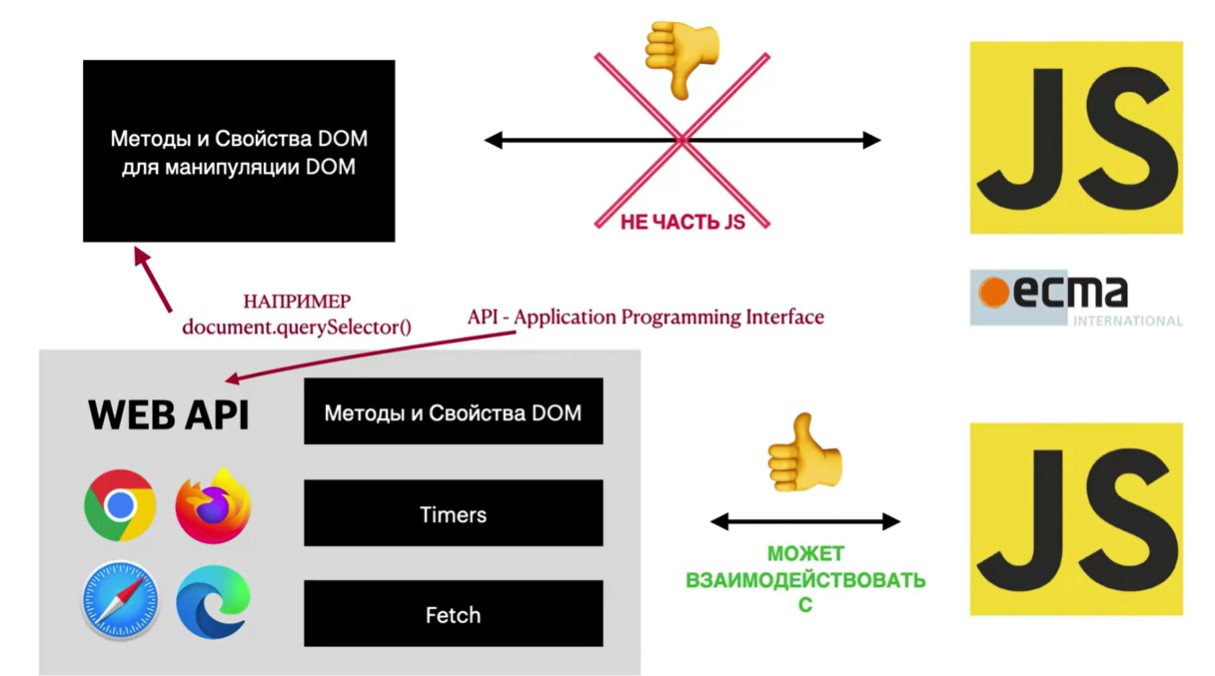 Методы и Свойства DOM
для манипуляции DOM
НЕ ЧАСТЬ JS
JS
ecma
INTERNATIONAL
НАПРИМЕР
document.querySelector()
API - Application Programming Interface
WEB API
Методы и Свойства DOM
Timers
Fetch
МОЖЕТ
ВЗАИМОДЕЙСТВОВАТЬ
С
JS